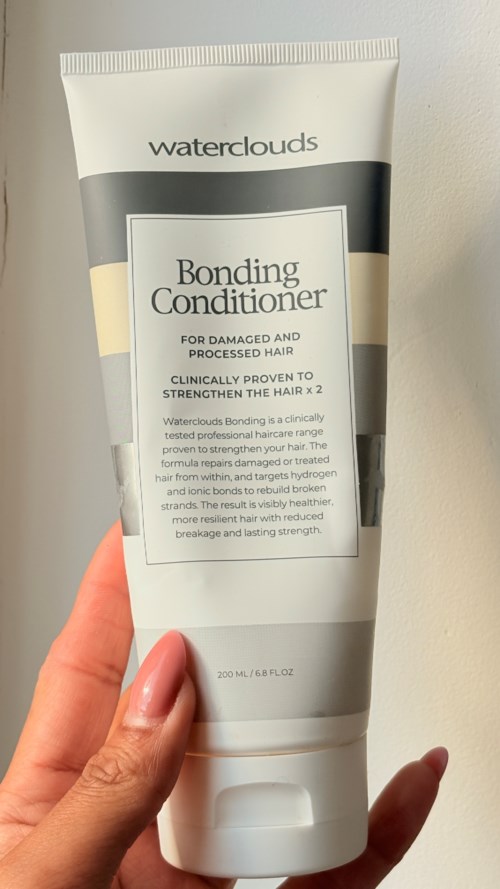 waterclouds
Bonding
Conditioner
FOR DAMAGED AND
PROCESSED HAIR
CLINICALLY PROVEN TO
STRENGTHEN THE HAIR x 2
Waterclouds Bonding is a clinically
tested professional haircare range
proven to strengthen your hair. The
formula repairs damaged or treated
hair from within, and targets hydrogen
and ionic bonds to rebuild broken
strands. The result is visibly healthier,
more resilient hair with reduced
breakage and lasting strength.
200 ML / 6.8 FL.OZ